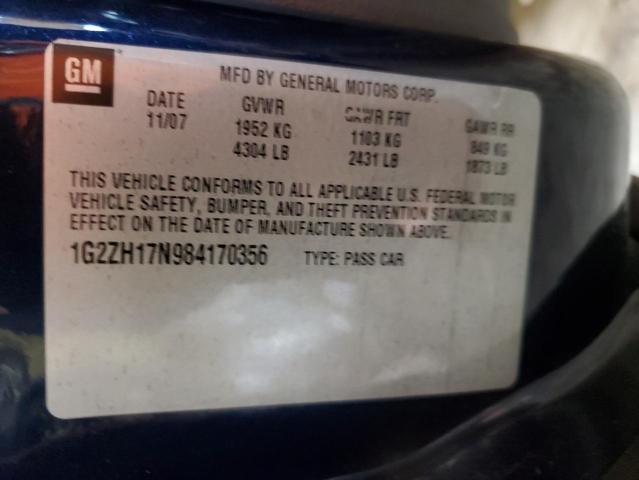 GM
MFD BY GENERAL MOTORS CORP.
DATE GVWR GAWR FRT GAWR RR
11/07 1952 KG 1103 KG 849 KG
4304 LB 2431 LB 1873 LB
THIS VEHICLE CONFORMS TO ALL APPLICABLE U.S. FEDERAL MOTOR
VEHICLE SAFETY, BUMPER, AND THEFT PREVENTION STANDARDS IN
EFFECT ON THE DATE OF MANUFACTURE SHOWN ABOVE.
1G2ZH17N984170356 TYPE: PASS CAR